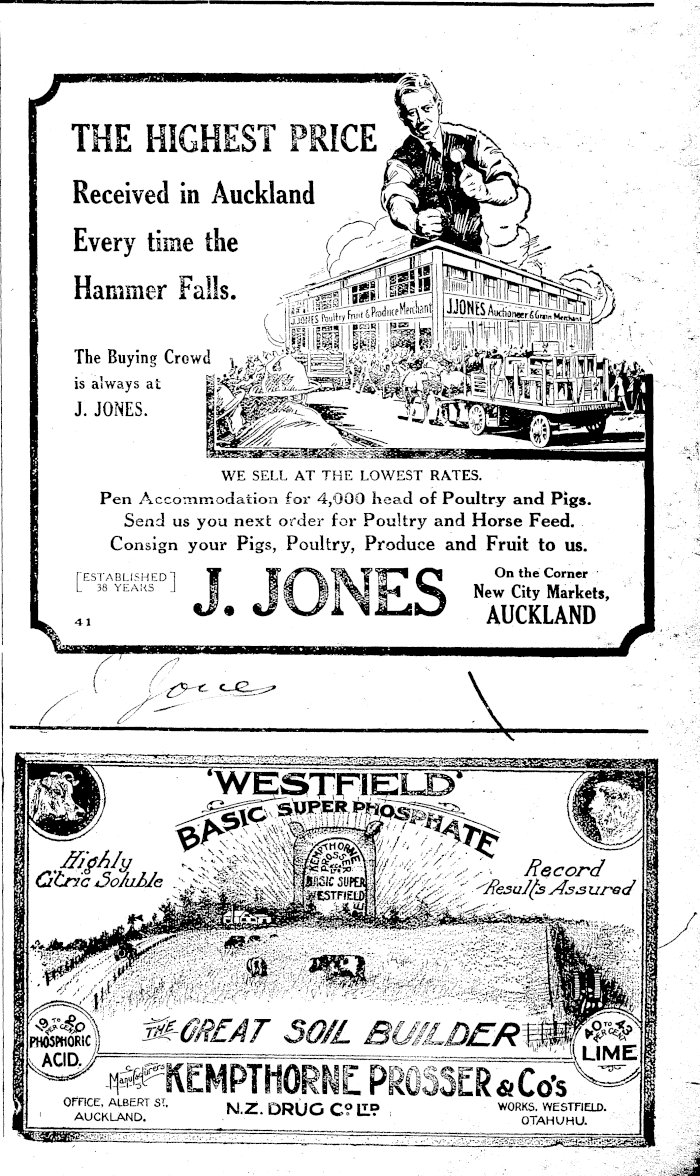 THE HIGHEST PRICE
Received in Auckland
Every time the
Hammer Falls.
The Buying Crowd
is always at
J. JONES.
J. JONES Poultry Fruit & Produce Merchant
J. JONES Auctioneer & Grain Merchant
WE SELL AT THE LOWEST RATES.
Pen Accommodation for 4,000 head of Poultry and Pigs.
Send us you next order for Poultry and Horse Feed.
Consign your Pigs, Poultry, Produce and Fruit to us.
[ESTABLISHED
38 YEARS]
J. JONES
On the Corner
New City Markets,
AUCKLAND
41
J Jones
'WESTFIELD'
BASIC SUPER PHOSPHATE
Highly
Citric Soluble
KEMPTHORNE
PROSSER
BASIC SUPER
WESTFIELD
Record
Results Assured
THE GREAT SOIL BUILDER
19 TO 20
PER CENT
PHOSPHORIC
ACID.
40 TO 43
PER CENT
LIME
Manufacturers
KEMPTHORNE PROSSER & Co's
OFFICE, ALBERT ST,
AUCKLAND.
N.Z. DRUG Co LTD
WORKS. WESTFIELD.
OTAHUHU.